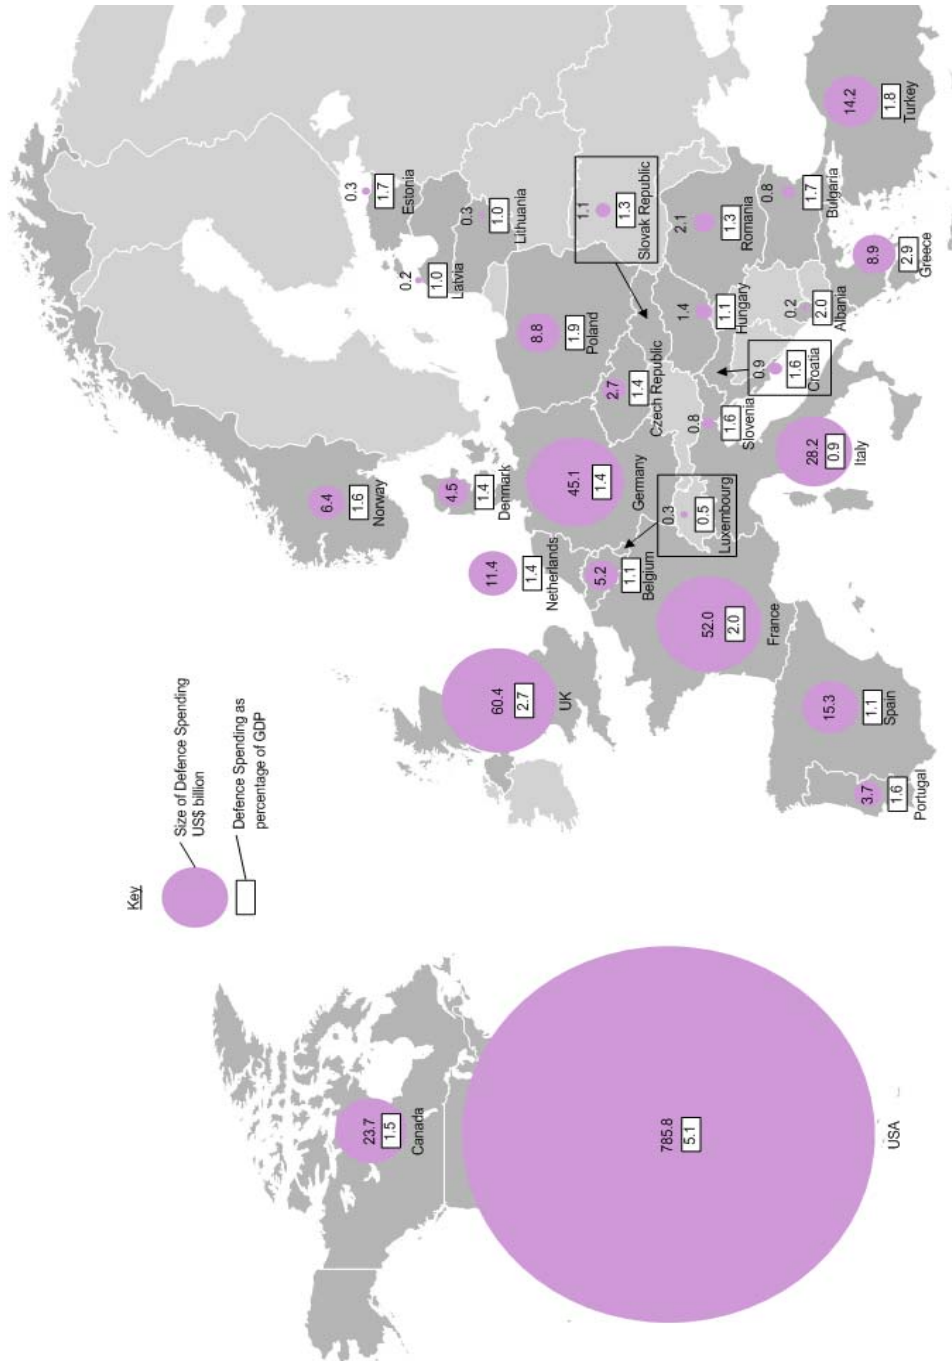 Key
Size of Defence Spending
US$ billion
Defence Spending as
percentage of GDP
23.7
1.5
Canada
785.8
5.1
USA
6.4
1.6
Norway
4.5
1.4
Denmark
11.4
1.4
Netherlands
60.4
2.7
UK
5.2
1.1
Belgium
0.3
0.5
Luxembourg
52.0
2.0
France
15.3
1.1
Spain
3.7
1.6
Portugal
45.1
1.4
Germany
28.2
0.9
Italy
0.3
1.7
Estonia
0.2
1.0
Latvia
0.3
1.0
Lithuania
8.8
1.9
Poland
2.7
1.4
Czech Republic
1.1
1.3
Slovak Republic
1.4
1.1
Hungary
0.8
1.6
Slovenia
0.9
1.6
Croatia
2.1
1.3
Romania
0.8
1.7
Bulgaria
0.2
2.0
Albania
8.9
2.9
Greece
14.2
1.8
Turkey